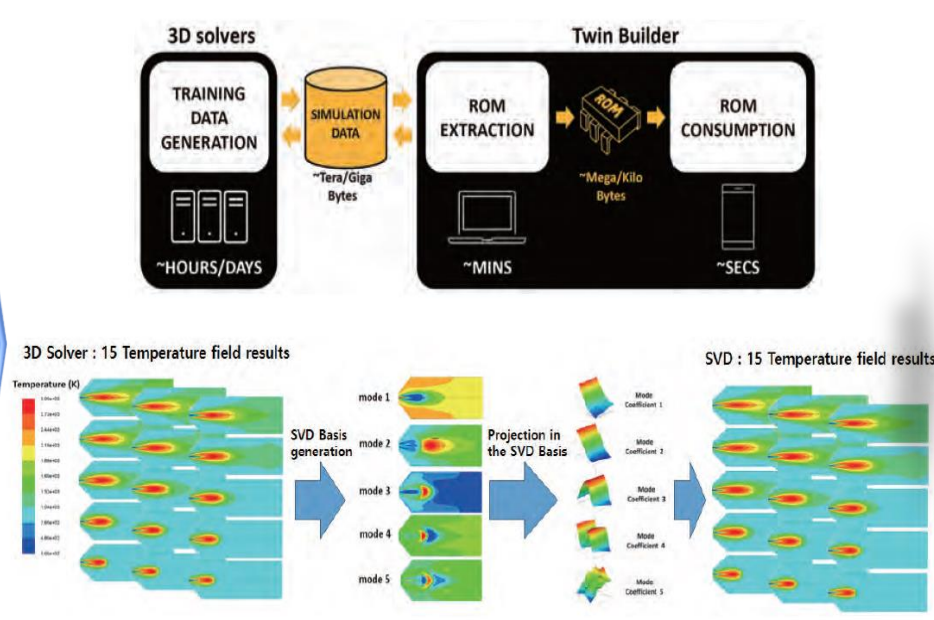 3D solvers
Twin Builder
TRAINING
DATA
GENERATION
SIMULATION
DATA
ROM
EXTRACTION
ROM
ROM
CONSUMPTION
~Tera/Giga
Bytes
~Mega/Kilo
Bytes
~HOURS/DAYS
~MINS
~SECS
3D Solver : 15 Temperature field results
SVD : 15 Temperature field results
Temperature (K)
SVD Basis
generation
mode 1
mode 2
mode 3
mode 4
mode 5
Projection in
the SVD Basis
Mode
Coefficient 1
Mode
Coefficient 2
Mode
Coefficient 3
Mode
Coefficient 4
Mode
Coefficient 5